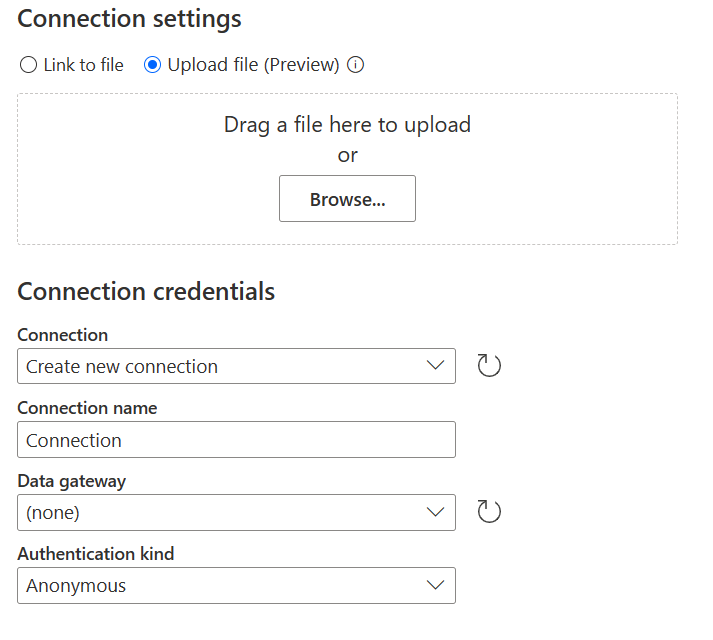 Connection settings
Link to file Upload file (Preview)
Drag a file here to upload
or
Browse...
Connection credentials
Connection
Create new connection
Connection name
Connection
Data gateway
(none)
Authentication kind
Anonymous